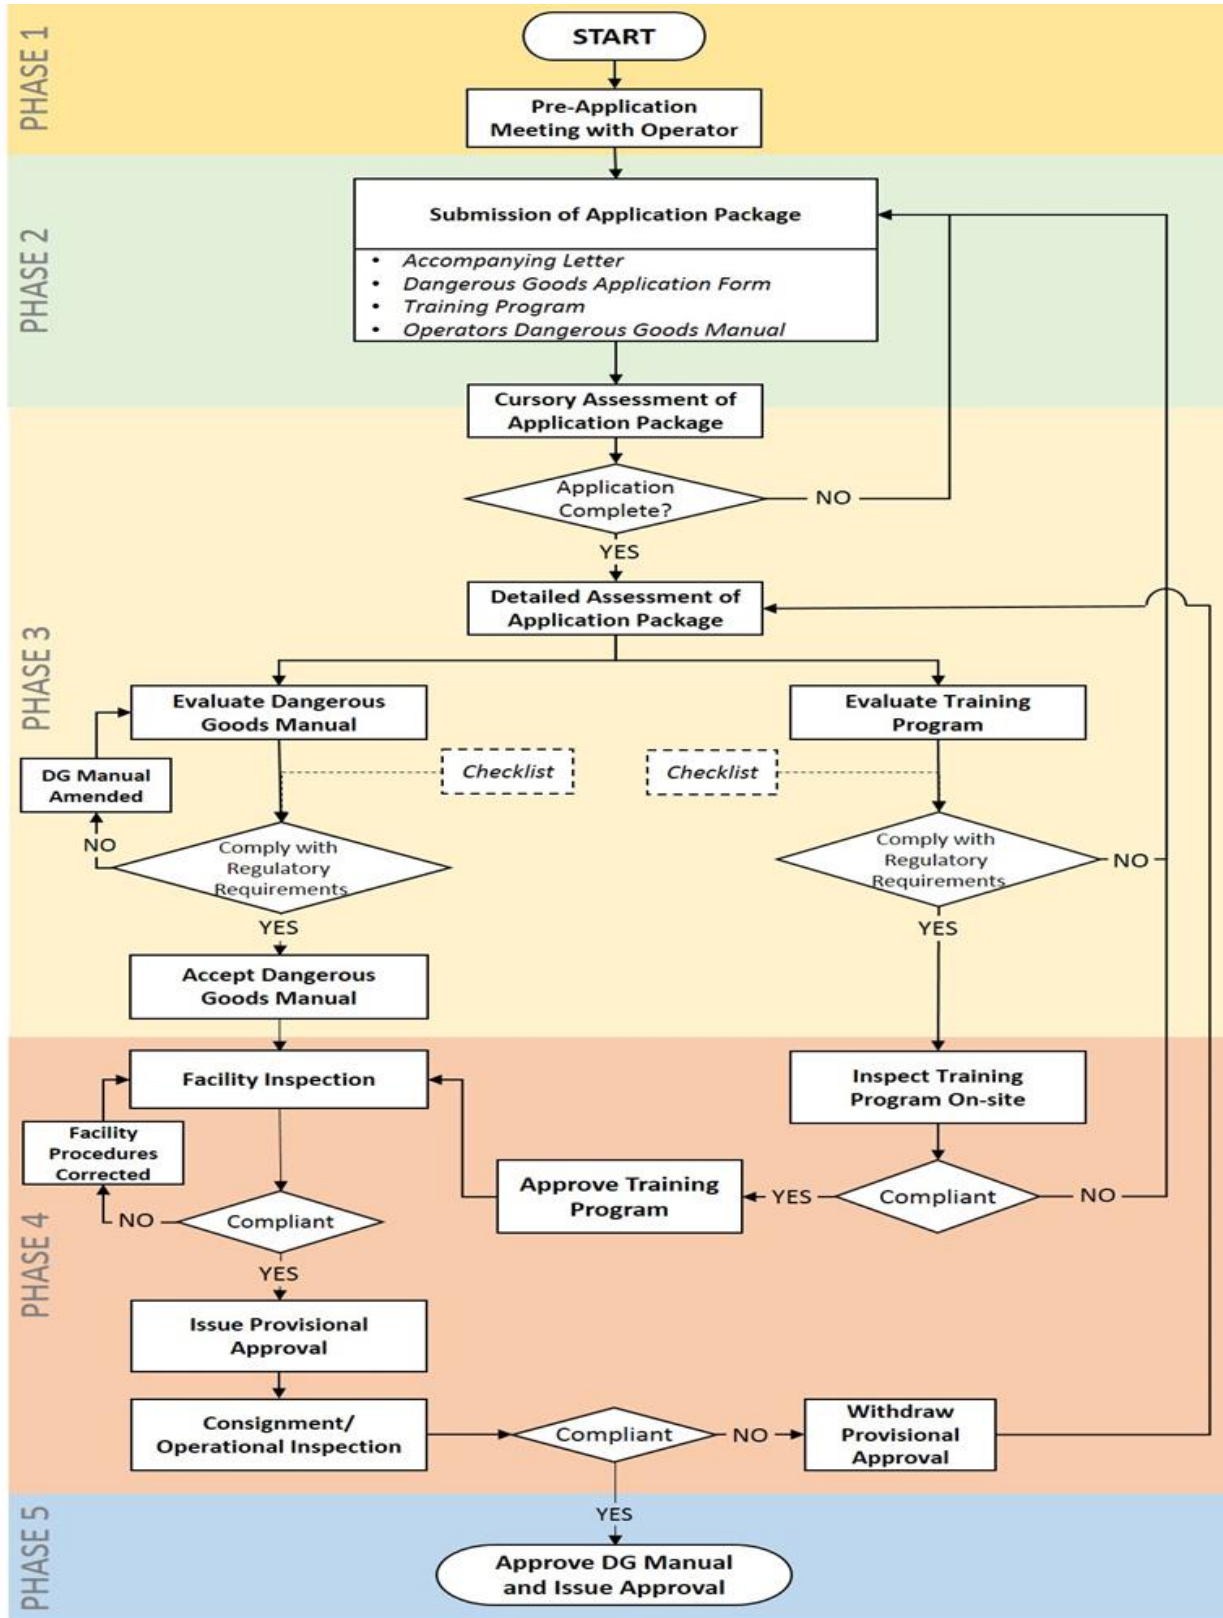 PHASE 1
START
Pre-Application
Meeting with Operator
PHASE 2
Submission of Application Package
• Accompanying Letter
• Dangerous Goods Application Form
• Training Program
• Operators Dangerous Goods Manual
Cursory Assessment of
Application Package
PHASE 3
Application
Complete?
NO
YES
Detailed Assessment of
Application Package
Evaluate Dangerous
Goods Manual
Evaluate Training
Program
Checklist
Checklist
DG Manual
Amended
NO
Comply with
Regulatory
Requirements
Comply with
Regulatory
Requirements
NO
YES
YES
Accept Dangerous
Goods Manual
PHASE 4
Facility Inspection
Inspect Training
Program On-site
Facility
Procedures
Corrected
Approve Training
Program
YES
Compliant
NO
NO
Compliant
YES
Issue Provisional
Approval
Consignment/
Operational Inspection
Compliant
NO
Withdraw
Provisional
Approval
YES
PHASE 5
Approve DG Manual
and Issue Approval